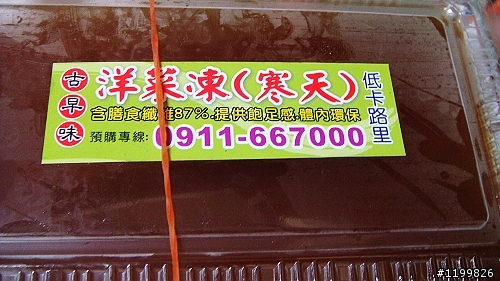 古早味
洋菜凍(寒天)
低卡路里
含膳食纖維87%.提供飽足感.體內環保
預購專線:0911-667000
#1199826